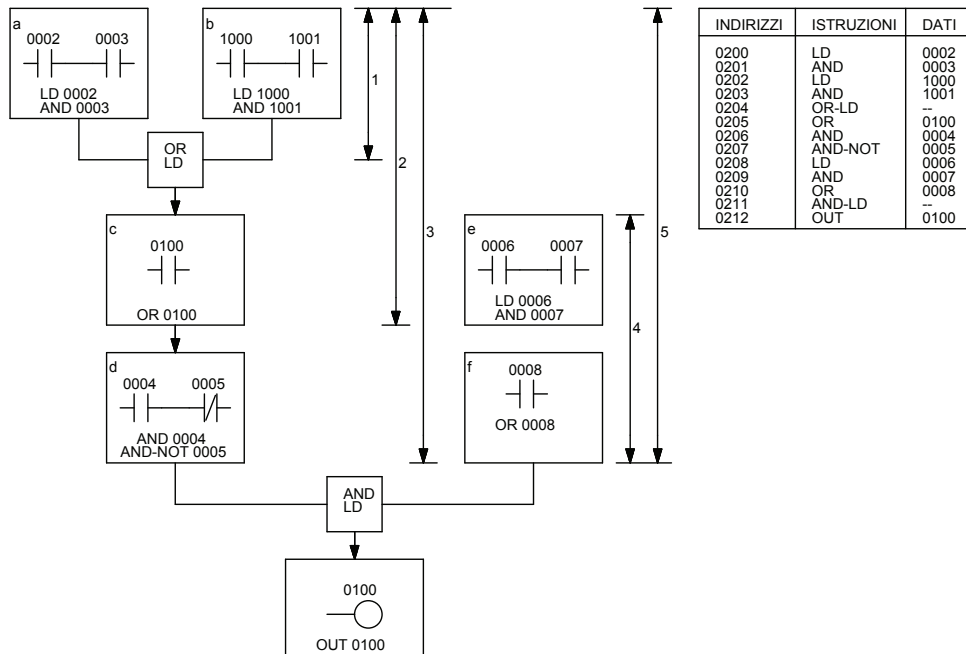 a
0002 0003
LD 0002
AND 0003
b
1000 1001
LD 1000
AND 1001
1
OR
LD
2
c
0100
OR 0100
3
e
0006 0007
LD 0006
AND 0007
4
5
d
0004 0005
AND 0004
AND-NOT 0005
f
0008
OR 0008
AND
LD
0100
OUT 0100
INDIRIZZI ISTRUZIONI DATI
0200 LD 0002
0201 AND 0003
0202 LD 1000
0203 AND 1001
0204 OR-LD --
0205 OR 0100
0206 AND 0004
0207 AND-NOT 0005
0208 LD 0006
0209 AND 0007
0210 OR 0008
0211 AND-LD --
0212 OUT 0100